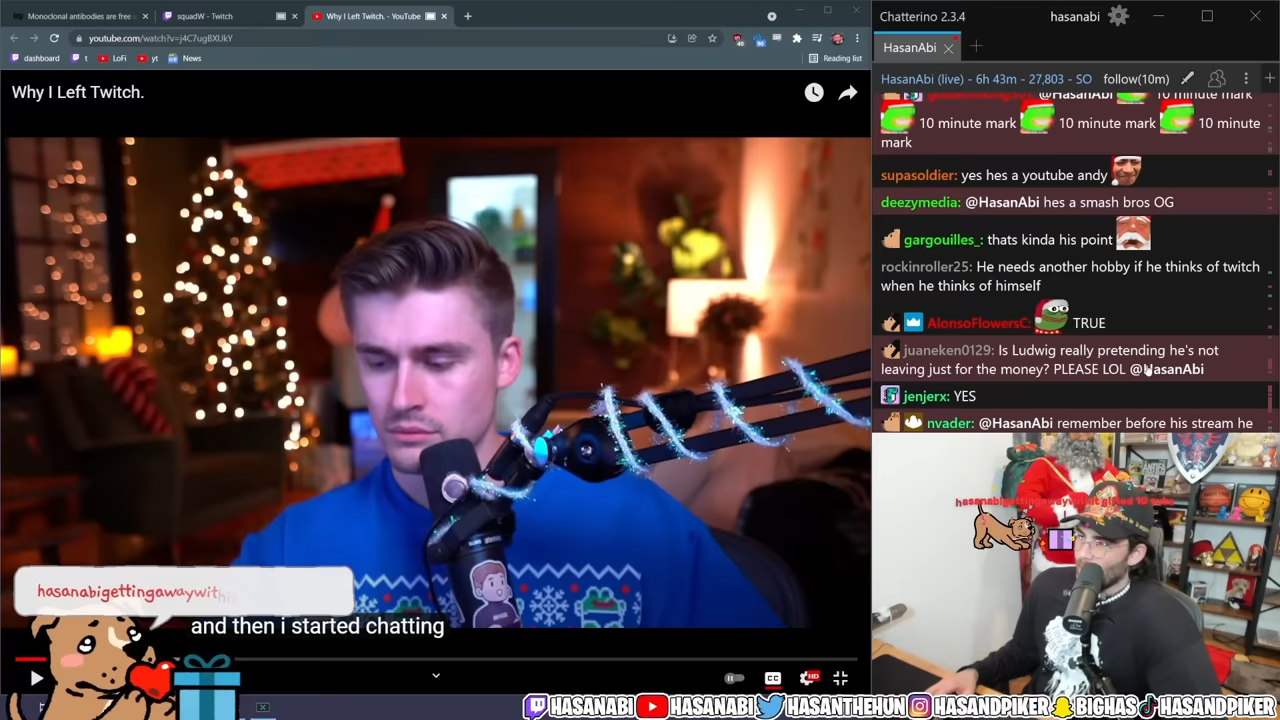 Monoclonal antibodies are free
squadW - Twitch
Why I Left Twitch. - YouTube
youtube.com/watch?v=j4C7ugBXUkY
dashboard
t
LoFi
yt
News
Reading list
Why I Left Twitch.
hasanabigettingawaywith
and then i started chatting
CC
HD
Chatterino 2.3.4
hasanabi
HasanAbi
HasanAbi (live) - 6h 43m - 27,803 - SO
follow(10m)
@HasanAbi 10 minute mark
10 minute mark 10 minute mark 10 minute
mark
supasoldier: yes hes a youtube andy
deezymedia: @HasanAbi hes a smash bros OG
gargouilles_: thats kinda his point
rockinroller25: He needs another hobby if he thinks of twitch
when he thinks of himself
AlonsoFlowersC: TRUE
juaneken0129: Is Ludwig really pretending he's not
leaving just for the money? PLEASE LOL @HasanAbi
jenjerx: YES
nvader: @HasanAbi remember before his stream he
HASANABI HASANABI HASANTHEHUN HASANDPIKER BIGHAS HASANDPIKER